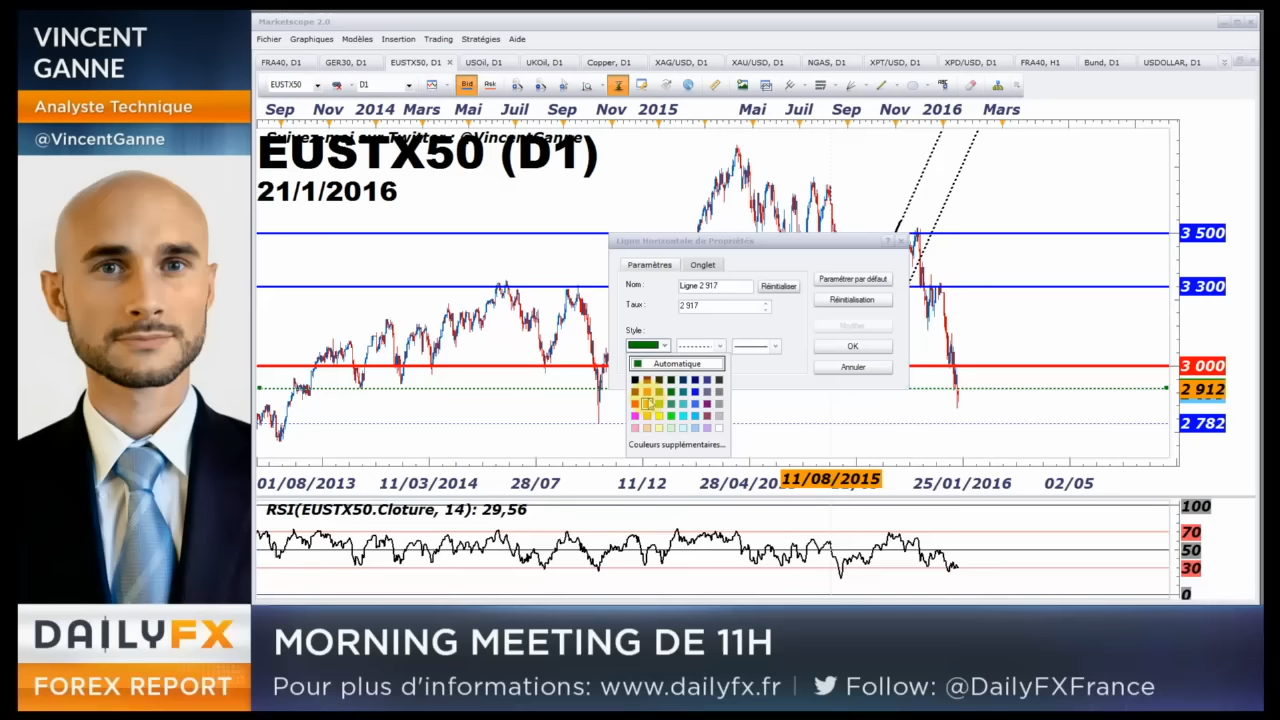 VINCENT
GANNE
Analyste Technique
@VincentGanne
Marketscope 2.0
Fichier Graphiques Modèles Insertion Trading Stratégies Aide
FRA40, D1 GER30, D1 EUSTX50, D1 USOil, D1 UKOil, D1 Copper, D1 XAG/USD, D1 XAU/USD, D1 NGAS, D1 XPT/USD, D1 XPD/USD, D1 FRA40, H1 Bund, D1 USDOLLAR, D1
EUSTX50 D1 Bid Ask
Sep Nov 2014 Mars Mai Juil Sep Nov 2015 Mai Juil Sep Nov 2016 Mars
Suivez-moi sur Twitter : @VincentGanne
EUSTX50 (D1)
21/1/2016
3 500
3 300
3 000
2 912
2 782
Ligne Horizontale de Propriétés
Paramètres Onglet
Nom : Ligne 2 917 Réinitialiser
Taux : 2 917
Style :
Automatique
Couleurs supplémentaires...
Paramétrer par défaut
Réinitialisation
Modifier
OK
Annuler
01/08/2013 11/03/2014 28/07 11/12 28/04/20 11/08/2015 25/01/2016 02/05
RSI(EUSTX50.Cloture, 14): 29,56
100
70
50
30
0
DAILYFX
FOREX REPORT
MORNING MEETING DE 11H
Pour plus d'informations: www.dailyfx.fr | Follow: @DailyFXFrance